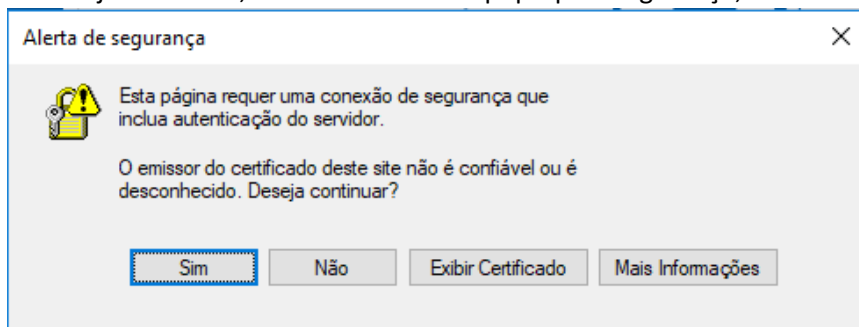 Alerta de segurança
Esta página requer uma conexão de segurança que
inclua autenticação do servidor.
O emissor do certificado deste site não é confiável ou é
desconhecido. Deseja continuar?
Sim Não Exibir Certificado Mais Informações